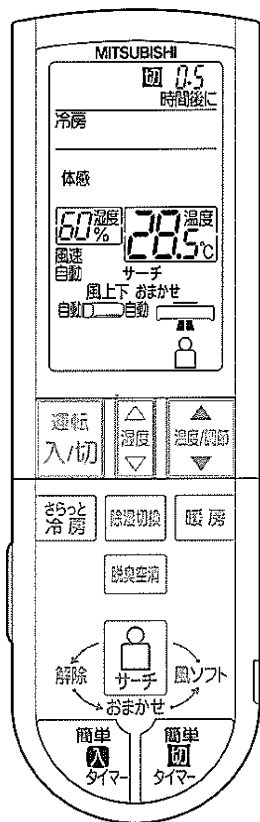 MITSUBISHI
切 0.5
時間後に
冷房
体感
60% 湿度
28.5℃ 温度
風速
自動 サーチ
風上下 おまかせ
自動 自動
運転
入/切
湿度
温度/調節
さらっと
冷房
除湿切換
暖房
脱臭空清
解除 サーチ 風ソフト
おまかせ
簡単
入
タイマー
簡単
切
タイマー